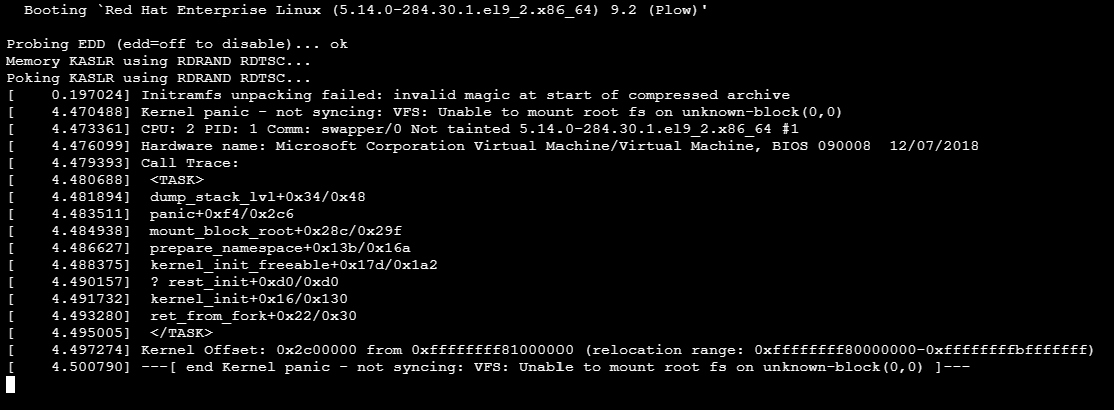 Booting `Red Hat Enterprise Linux (5.14.0-284.30.1.el9_2.x86_64) 9.2 (Plow)'
Probing EDD (edd=off to disable)... ok
Memory KASLR using RDRAND RDTSC...
Poking KASLR using RDRAND RDTSC...
[    0.197024] Initramfs unpacking failed: invalid magic at start of compressed archive
[    4.470488] Kernel panic - not syncing: VFS: Unable to mount root fs on unknown-block(0,0)
[    4.473361] CPU: 2 PID: 1 Comm: swapper/0 Not tainted 5.14.0-284.30.1.el9_2.x86_64 #1
[    4.476099] Hardware name: Microsoft Corporation Virtual Machine/Virtual Machine, BIOS 090008  12/07/2018
[    4.479393] Call Trace:
[    4.480688]  <TASK>
[    4.481894]  dump_stack_lvl+0x34/0x48
[    4.483511]  panic+0xf4/0x2c6
[    4.484938]  mount_block_root+0x28c/0x29f
[    4.486627]  prepare_namespace+0x13b/0x16a
[    4.488375]  kernel_init_freeable+0x17d/0x1a2
[    4.490157]  ? rest_init+0xd0/0xd0
[    4.491732]  kernel_init+0x16/0x130
[    4.493280]  ret_from_fork+0x22/0x30
[    4.495005]  </TASK>
[    4.497274] Kernel Offset: 0x2c00000 from 0xffffffff81000000 (relocation range: 0xffffffff80000000-0xffffffffbfffffff)
[    4.500790] ---[ end Kernel panic - not syncing: VFS: Unable to mount root fs on unknown-block(0,0) ]---